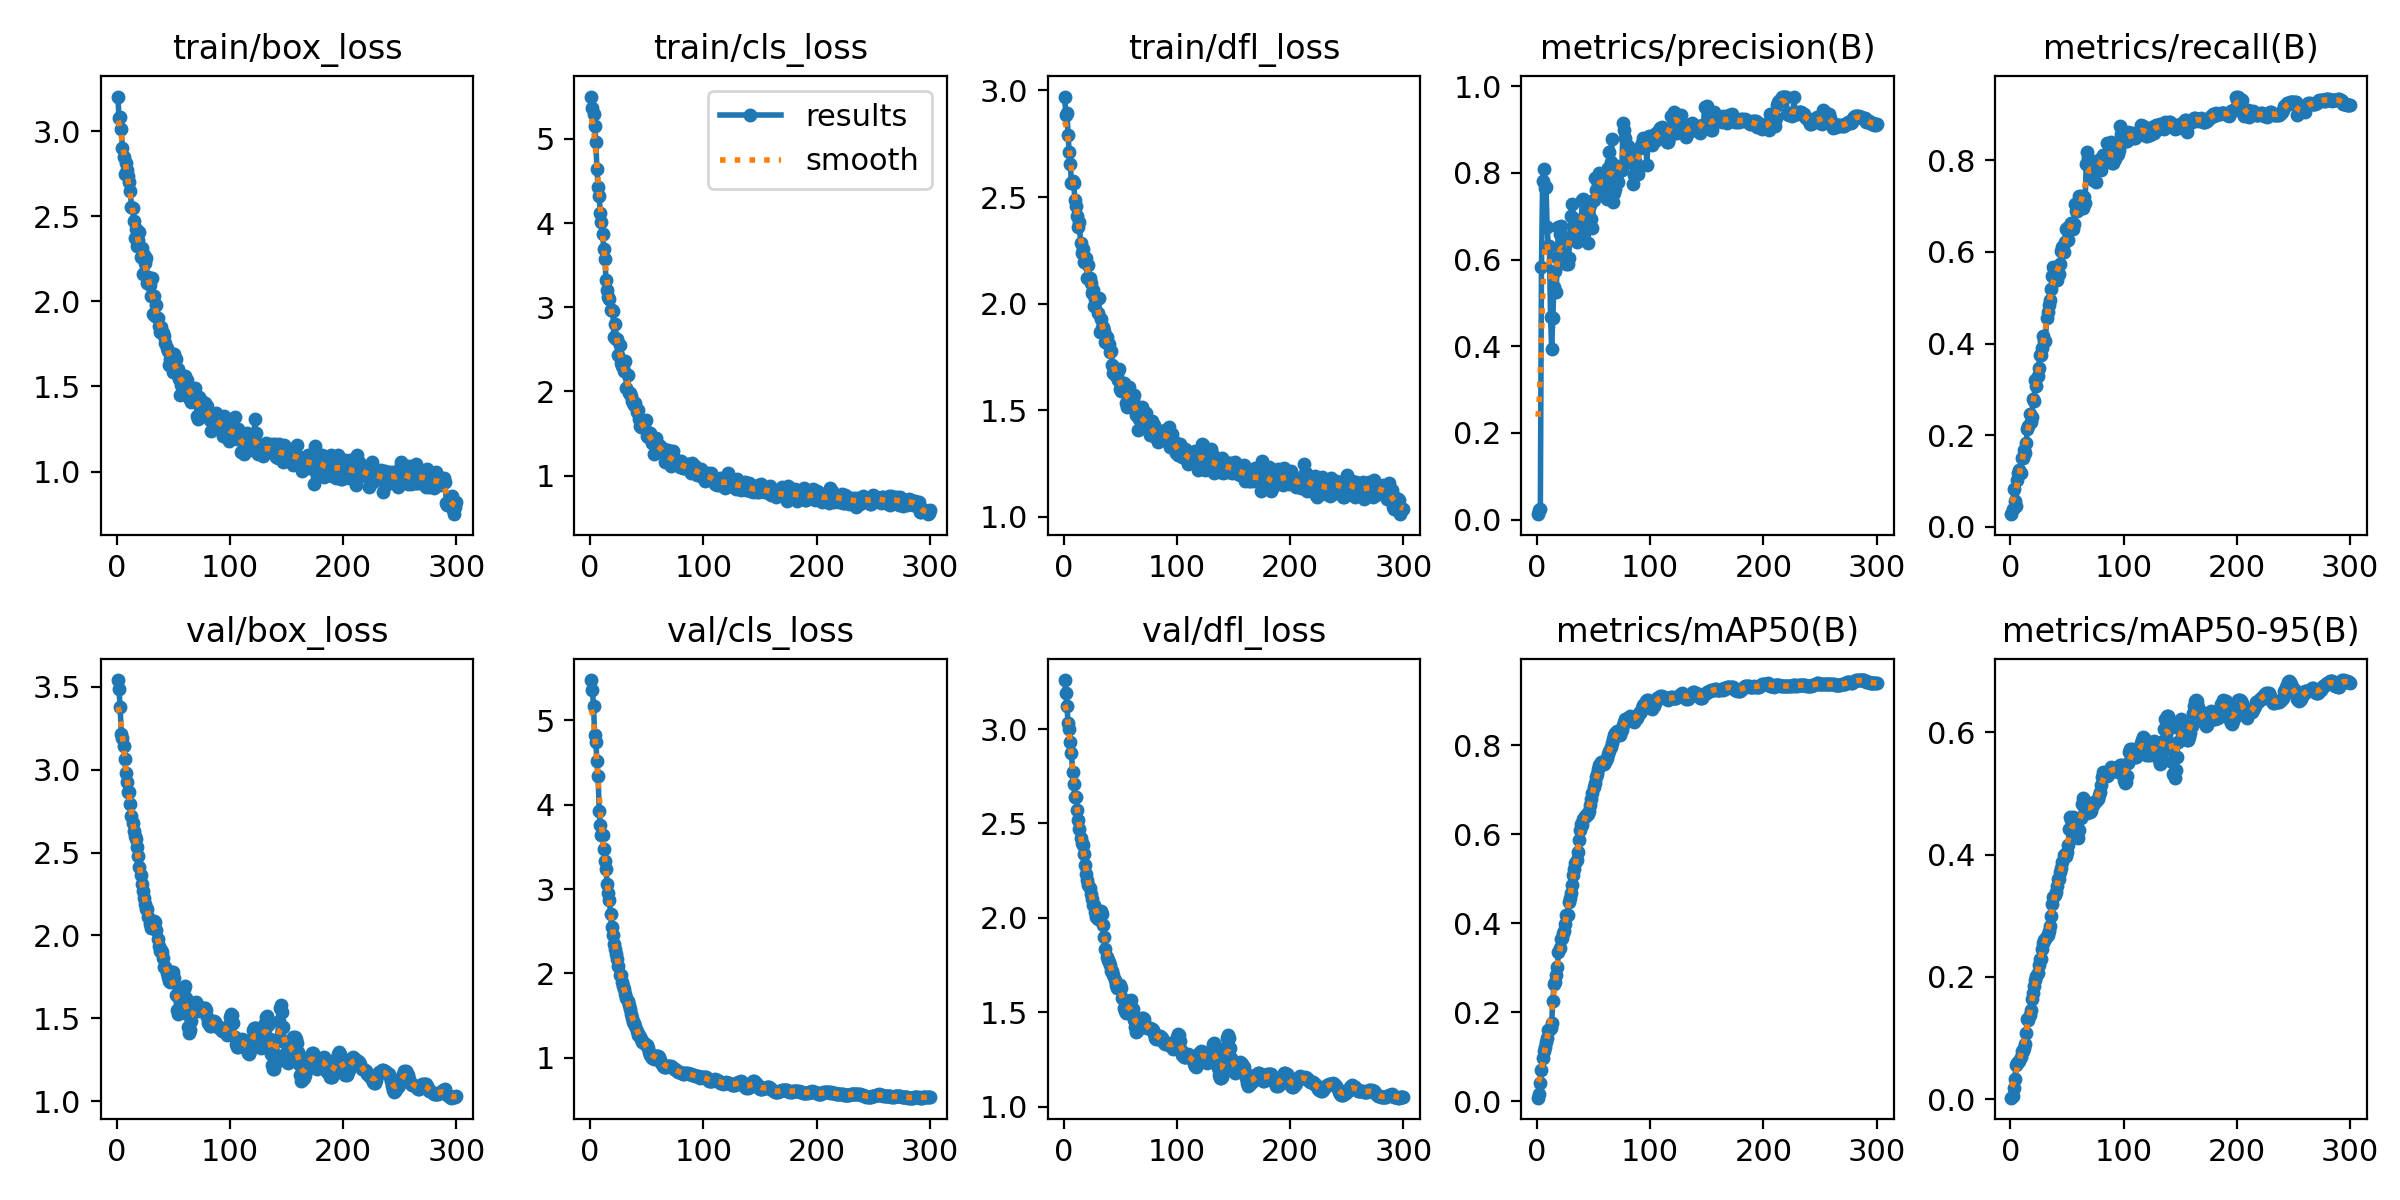 train/box_loss
3.0
2.5
2.0
1.5
1.0
0 100 200 300
train/cls_loss
results
smooth
5
4
3
2
1
0 100 200 300
train/dfl_loss
3.0
2.5
2.0
1.5
1.0
0 100 200 300
metrics/precision(B)
1.0
0.8
0.6
0.4
0.2
0.0
0 100 200 300
metrics/recall(B)
0.8
0.6
0.4
0.2
0.0
0 100 200 300
val/box_loss
3.5
3.0
2.5
2.0
1.5
1.0
0 100 200 300
val/cls_loss
5
4
3
2
1
0 100 200 300
val/dfl_loss
3.0
2.5
2.0
1.5
1.0
0 100 200 300
metrics/mAP50(B)
0.8
0.6
0.4
0.2
0.0
0 100 200 300
metrics/mAP50-95(B)
0.6
0.4
0.2
0.0
0 100 200 300